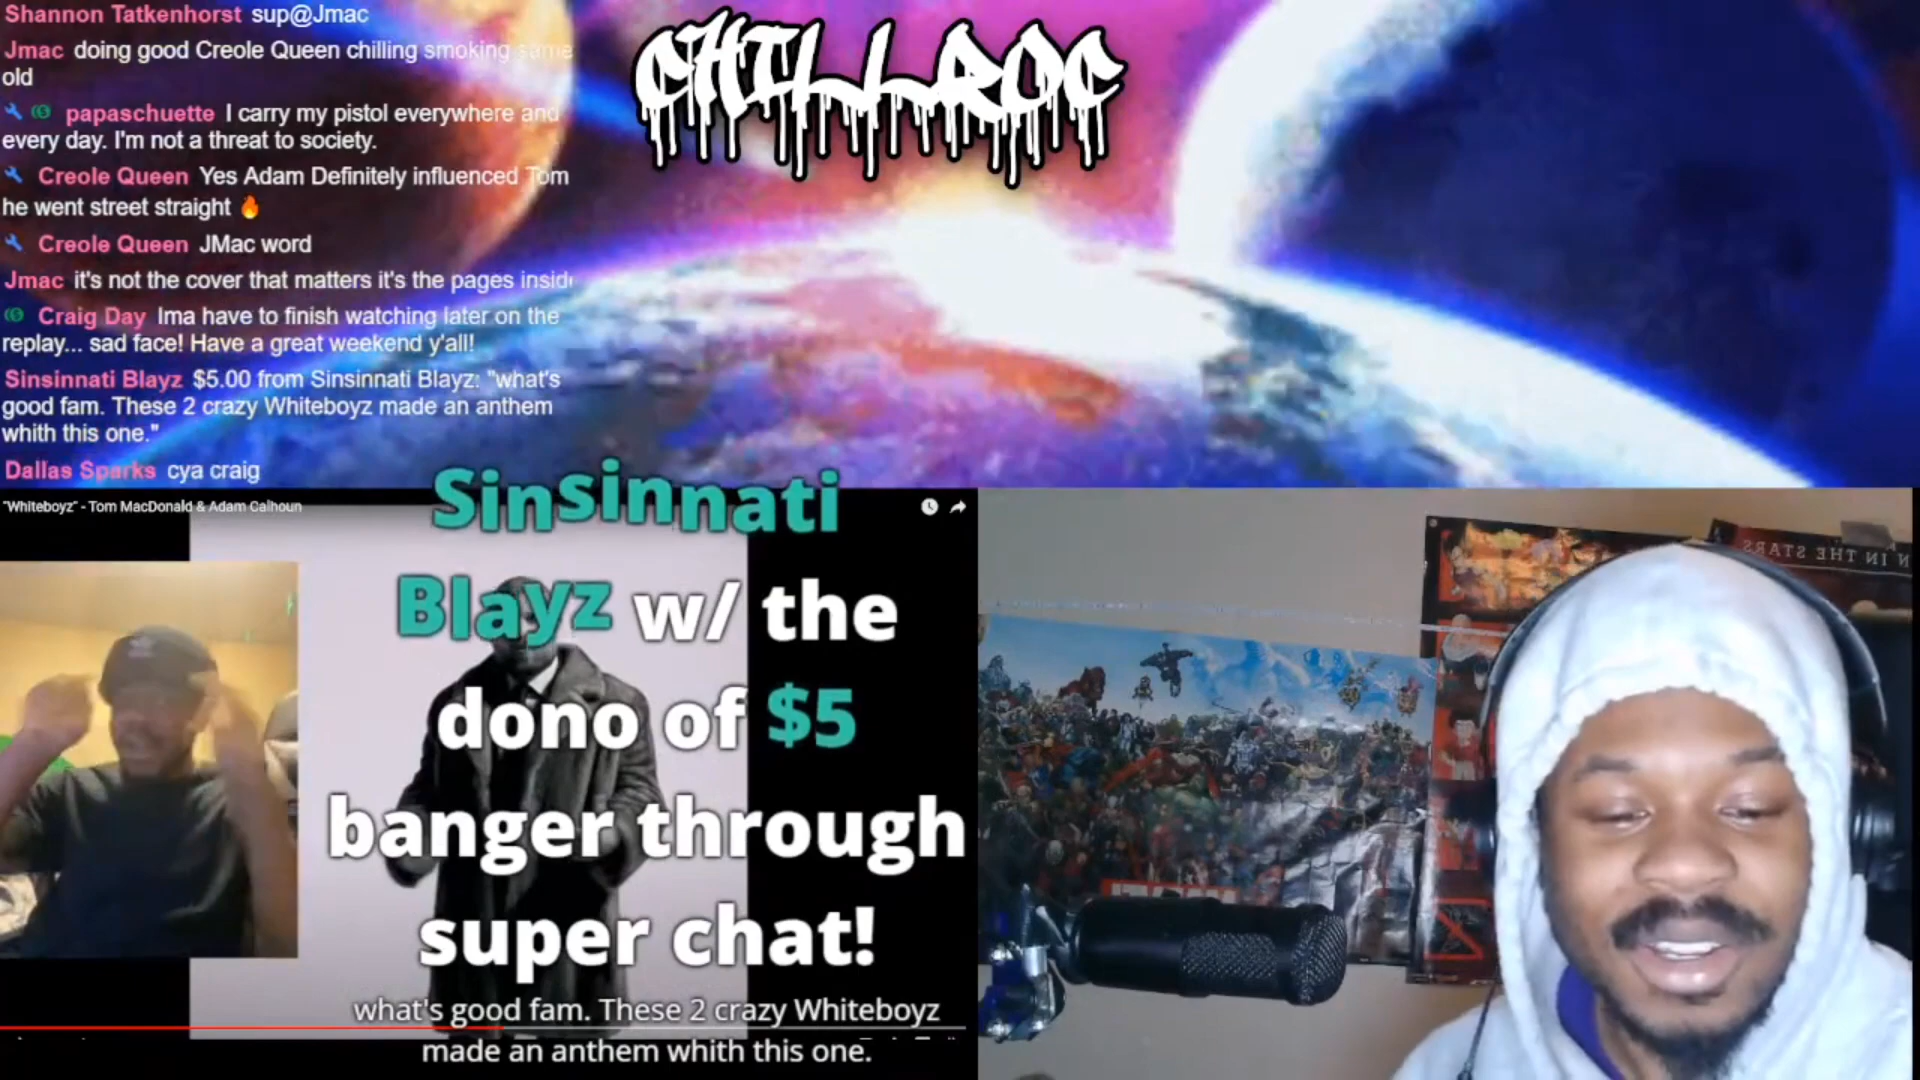 Shannon Tatkenhorst sup@Jmac
Jmac doing good Creole Queen chilling smoking same
old
papaschuette I carry my pistol everywhere and
every day. I'm not a threat to society.
Creole Queen Yes Adam Definitely influenced Tom
he went street straight 🔥
Creole Queen JMac word
Jmac it's not the cover that matters it's the pages inside
Craig Day Ima have to finish watching later on the
replay... sad face! Have a great weekend y'all!
Sinsinnati Blayz $5.00 from Sinsinnati Blayz: "what's
good fam. These 2 crazy Whiteboyz made an anthem
whith this one."
Dallas Sparks cya craig
CHILLROC
"Whiteboyz" - Tom MacDonald & Adam Calhoun
Sinsinnati
Blayz w/ the
dono of $5
banger through
super chat!
what's good fam. These 2 crazy Whiteboyz
made an anthem whith this one.
N IN THE STARS